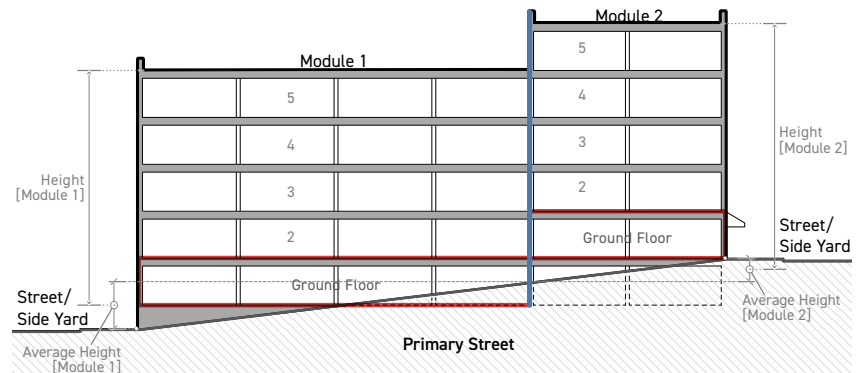 Module 2
Module 1
5
5
4
4
3
3
2
2
Height
[Module 2]
Height
[Module 1]
Ground Floor
Street/
Side Yard
Ground Floor
Street/
Side Yard
Average Height
[Module 2]
Primary Street
Average Height
[Module 1]